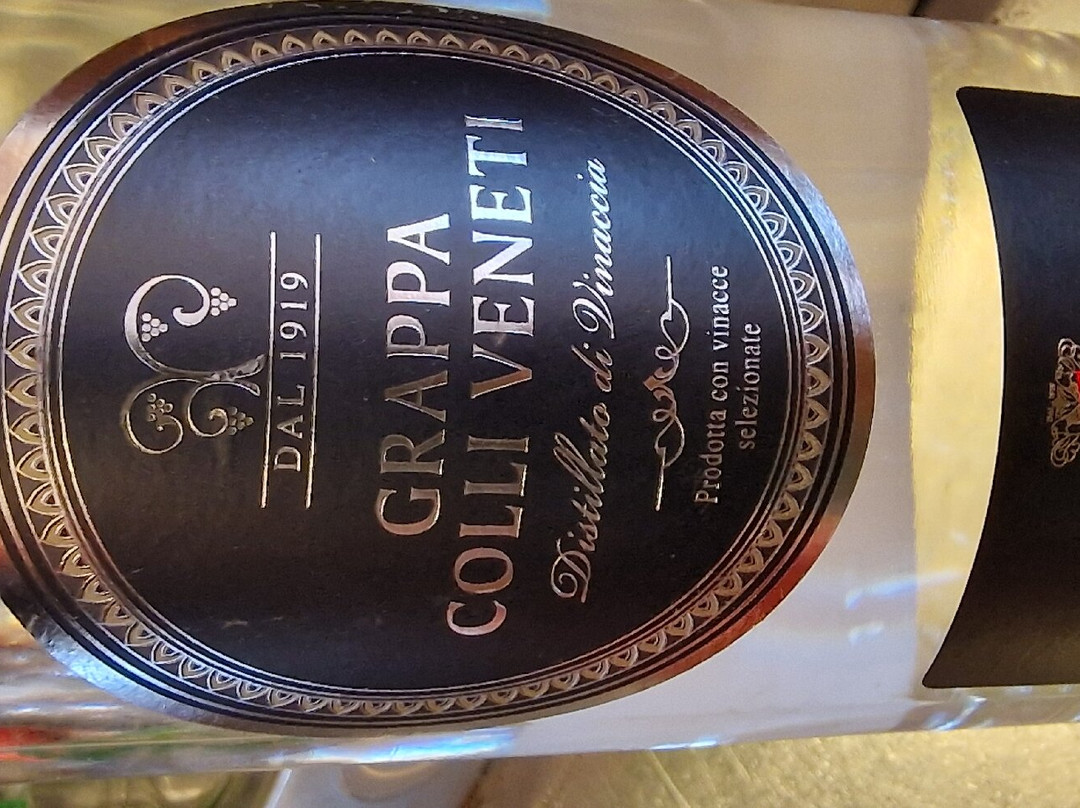 DAL 1919
GRAPPA
COLLI VENETI
Distillato di Vinaccia
Prodotta con vinacce
selezionate